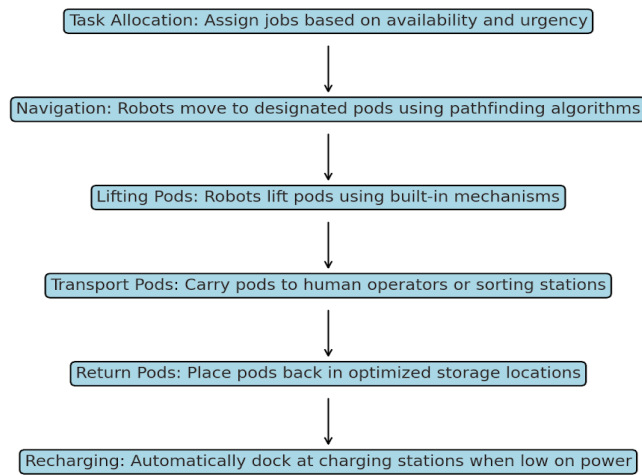 Task Allocation: Assign jobs based on availability and urgency
Navigation: Robots move to designated pods using pathfinding algorithms
Lifting Pods: Robots lift pods using built-in mechanisms
Transport Pods: Carry pods to human operators or sorting stations
Return Pods: Place pods back in optimized storage locations
Recharging: Automatically dock at charging stations when low on power